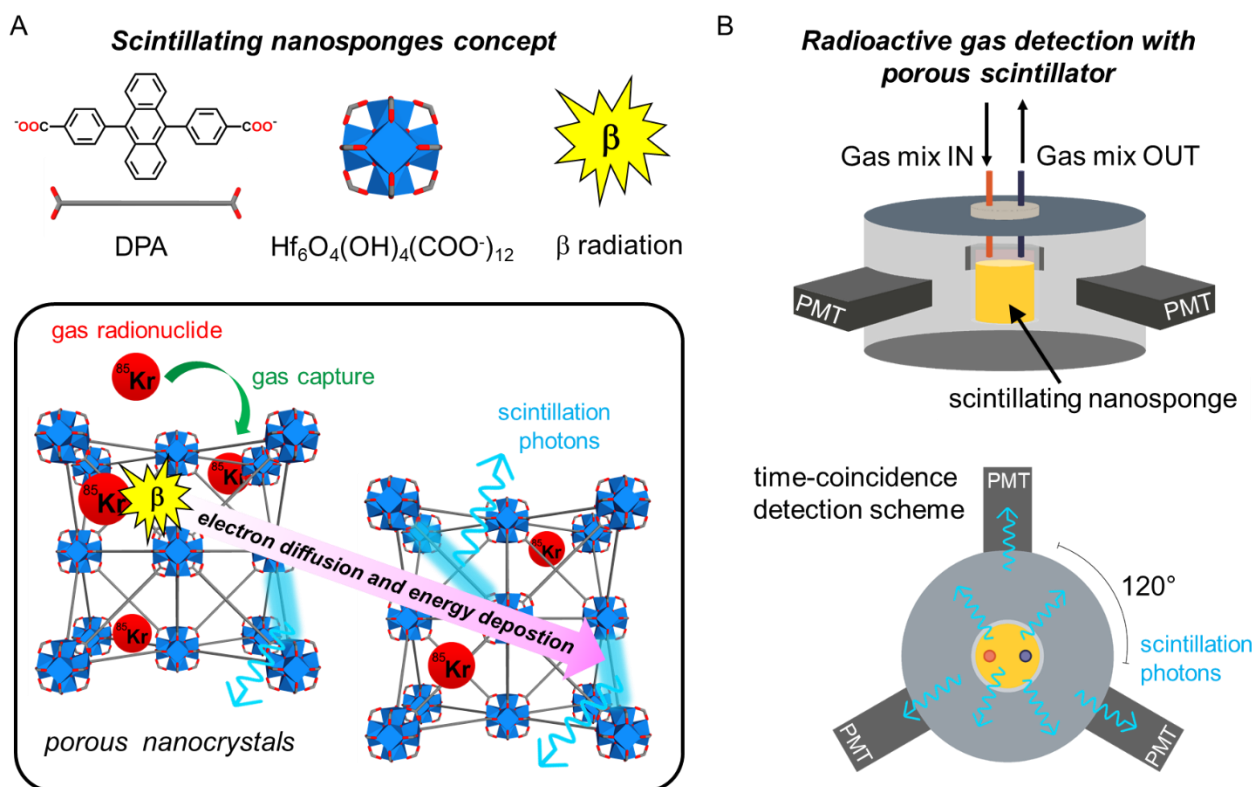 A
Scintillating nanosponges concept
⁻OOC
COO⁻
DPA
Hf₆O₄(OH)₄(COO⁻)₁₂
β
β radiation
gas radionuclide
⁸⁵Kr
gas capture
scintillation
photons
⁸⁵Kr
⁸⁵Kr
β
⁸⁵Kr
electron diffusion and energy depostion
⁸⁵Kr
⁸⁵Kr
porous nanocrystals
B
Radioactive gas detection with
porous scintillator
Gas mix IN
Gas mix OUT
PMT
PMT
scintillating nanosponge
time-coincidence
detection scheme
PMT
120°
scintillation
photons
PMT
PMT